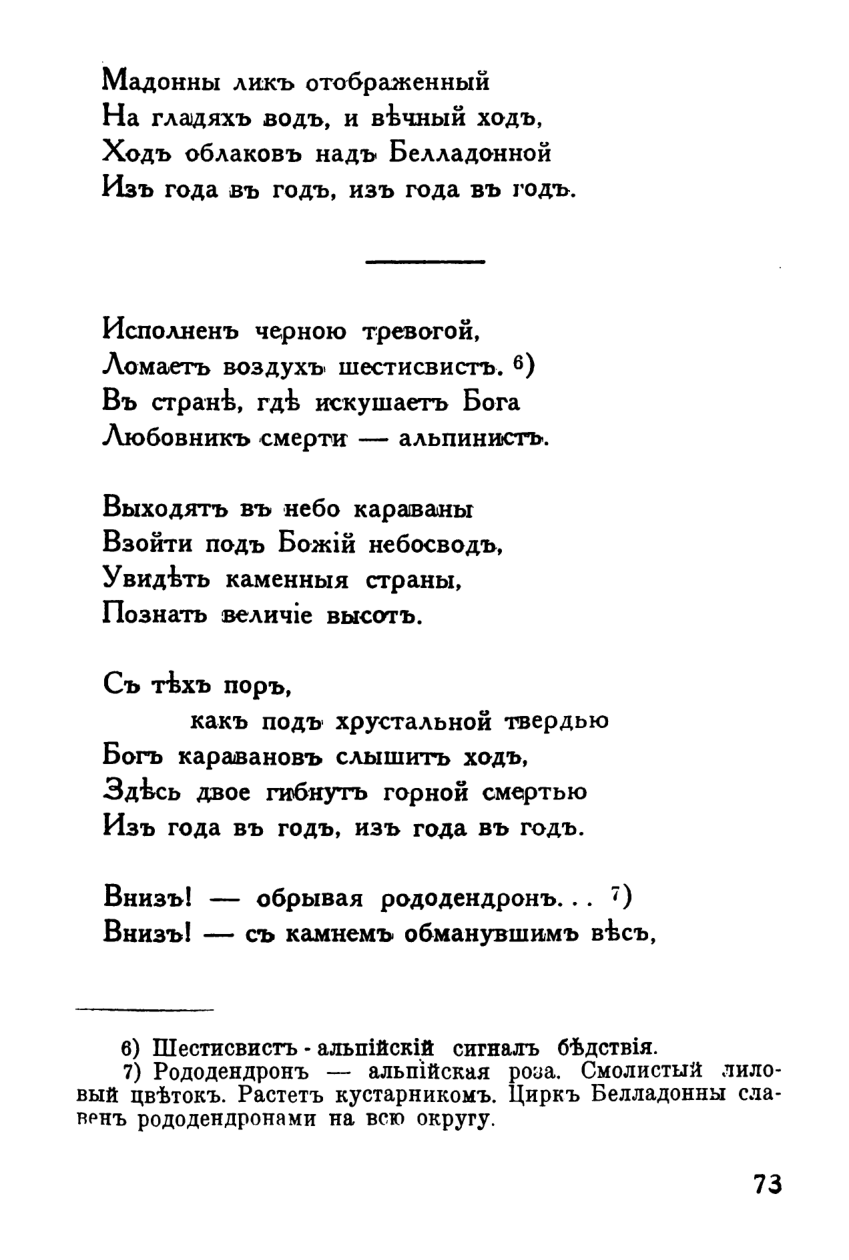 Мадонны ликъ отображенный
На гладяхъ водъ, и вѣчный ходъ,
Ходъ облаковъ надъ Белладонной
Изъ года въ годъ, изъ года въ годъ.
Исполненъ черною тревогой,
Ломаетъ воздухъ шестисвистъ. 6)
Въ странѣ, гдѣ искушаетъ Бога
Любовникъ смерти — альпинистъ.
Выходятъ въ небо караваны
Взойти подъ Божій небосводъ,
Увидѣть каменныя страны,
Познать величіе высотъ.
Съ тѣхъ поръ,
какъ подъ хрустальной твердью
Богъ каравановъ слышитъ ходъ,
Здѣсь двое гибнутъ горной смертью
Изъ года въ годъ, изъ года въ годъ.
Внизъ! — обрывая рододендронъ... 7)
Внизъ! — съ камнемъ обманувшимъ вѣсъ,
6) Шестисвистъ - альпійскій сигналъ бѣдствія.
7) Рододендронъ — альпійская роза. Смолистый лило-
вый цвѣтокъ. Растетъ кустарникомъ. Циркъ Белладонны сла-
венъ рододендронами на всю округу.
73